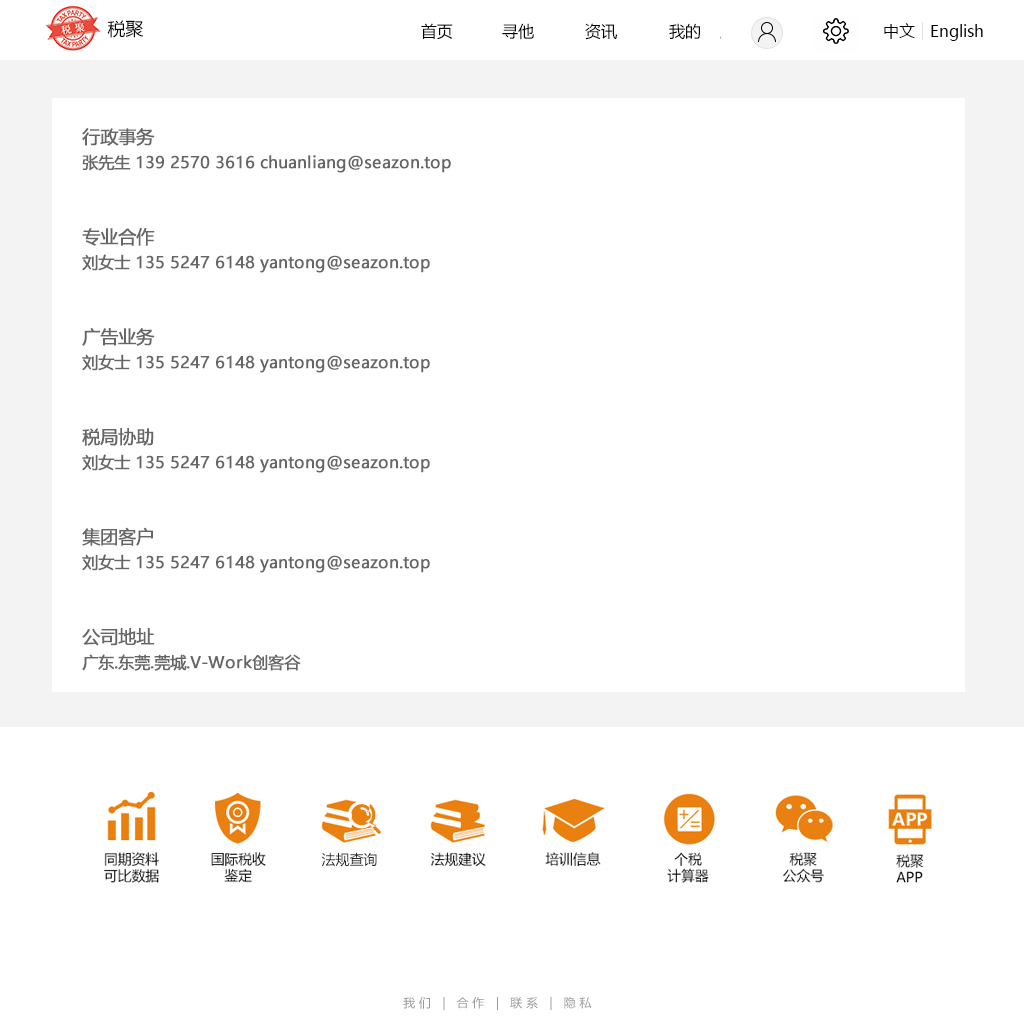 TAX PARTY
税聚
TAX PARTY
税聚
首页 寻他 资讯 我的 中文 English
行政事务
张先生 139 2570 3616 chuanliang@seazon.top
专业合作
刘女士 135 5247 6148 yantong@seazon.top
广告业务
刘女士 135 5247 6148 yantong@seazon.top
税局协助
刘女士 135 5247 6148 yantong@seazon.top
集团客户
刘女士 135 5247 6148 yantong@seazon.top
公司地址
广东.东莞.莞城.V-Work创客谷
APP
同期资料 国际税收 法规查询 法规建议 培训信息 个税 税聚 税聚
可比数据 鉴定 计算器 公众号 APP
我们 | 合作 | 联系 | 隐私